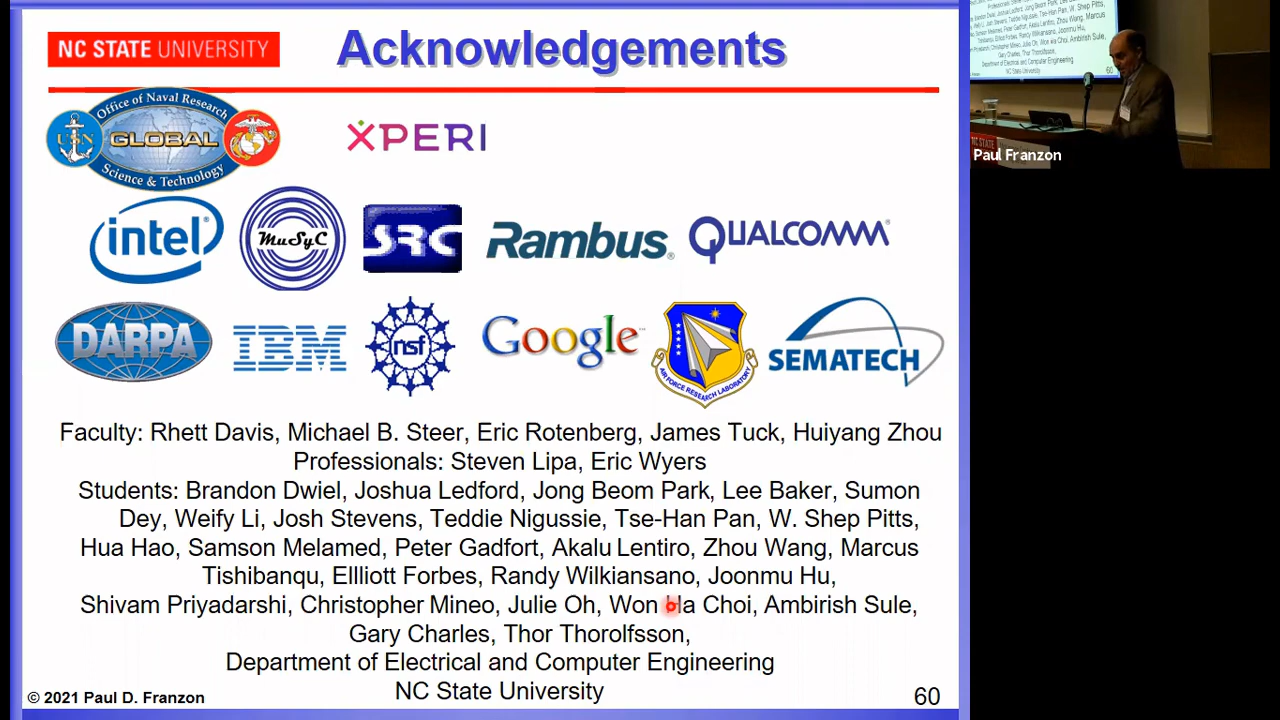 NC STATE UNIVERSITY
Acknowledgements
Office of Naval Research
GLOBAL
Science & Technology
XPERI
intel
MuSyC
SRC
Rambus
QUALCOMM
DARPA
IBM
nsf
Google
AIR FORCE RESEARCH LABORATORY
SEMATECH
Faculty: Rhett Davis, Michael B. Steer, Eric Rotenberg, James Tuck, Huiyang Zhou
Professionals: Steven Lipa, Eric Wyers
Students: Brandon Dwiel, Joshua Ledford, Jong Beom Park, Lee Baker, Sumon
Dey, Weify Li, Josh Stevens, Teddie Nigussie, Tse-Han Pan, W. Shep Pitts,
Hua Hao, Samson Melamed, Peter Gadfort, Akalu Lentiro, Zhou Wang, Marcus
Tishibanqu, Ellliott Forbes, Randy Wilkiansano, Joonmu Hu,
Shivam Priyadarshi, Christopher Mineo, Julie Oh, Won Ha Choi, Ambirish Sule,
Gary Charles, Thor Thorolfsson,
Department of Electrical and Computer Engineering
NC State University
© 2021 Paul D. Franzon
60
Paul Franzon